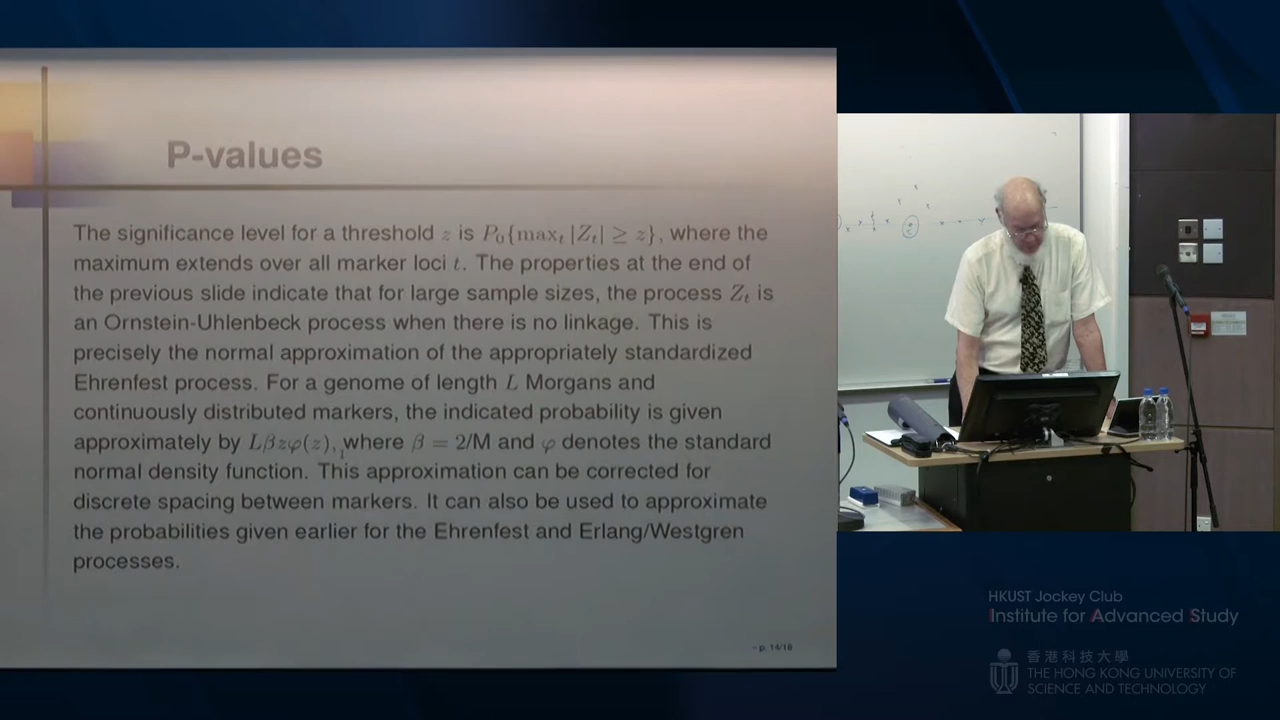 P-values
The significance level for a threshold z is P₀{maxₜ |Zₜ| ≥ z}, where the
maximum extends over all marker loci t. The properties at the end of
the previous slide indicate that for large sample sizes, the process Zₜ is
an Ornstein-Uhlenbeck process when there is no linkage. This is
precisely the normal approximation of the appropriately standardized
Ehrenfest process. For a genome of length L Morgans and
continuously distributed markers, the indicated probability is given
approximately by Lβzφ(z), where β = 2/M and φ denotes the standard
normal density function. This approximation can be corrected for
discrete spacing between markers. It can also be used to approximate
the probabilities given earlier for the Ehrenfest and Erlang/Westgren
processes.
– p. 14/18
HKUST Jockey Club
Institute for Advanced Study
香港科技大學
THE HONG KONG UNIVERSITY OF
SCIENCE AND TECHNOLOGY